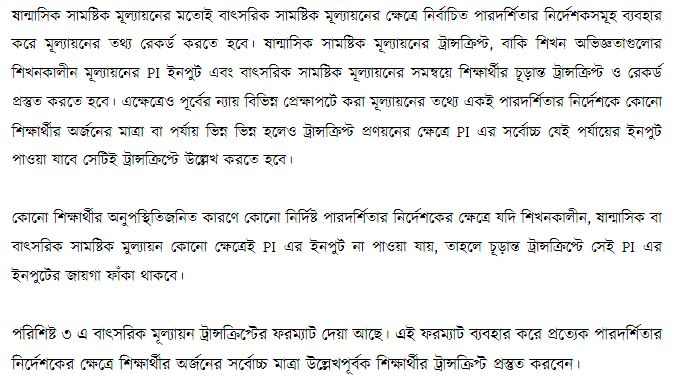 ষান্মাসিক সামষ্টিক মূল্যায়নের মতোই বাৎসরিক সামষ্টিক মূল্যায়নের ক্ষেত্রে নির্বাচিত পারদর্শিতার নির্দেশকসমূহ ব্যবহার
করে মূল্যায়নের তথ্য রেকর্ড করতে হবে। ষান্মাসিক সামষ্টিক মূল্যায়নের ট্রান্সক্রিপ্ট, বাকি শিখন অভিজ্ঞতাগুলোর
শিখনকালীন মূল্যায়নের PI ইনপুট এবং বাৎসরিক সামষ্টিক মূল্যায়নের সমন্বয়ে শিক্ষার্থীর চূড়ান্ত ট্রান্সক্রিপ্ট ও রেকর্ড
প্রস্তুত করতে হবে। এক্ষেত্রেও পূর্বের ন্যায় বিভিন্ন প্রেক্ষাপটে করা মূল্যায়নের তথ্যে একই পারদর্শিতার নির্দেশকে কোনো
শিক্ষার্থীর অর্জনের মাত্রা বা পর্যায় ভিন্ন ভিন্ন হলেও ট্রান্সক্রিপ্ট প্রণয়নের ক্ষেত্রে PI এর সর্বোচ্চ যেই পর্যায়ের ইনপুট
পাওয়া যাবে সেটিই ট্রান্সক্রিপ্টে উল্লেখ করতে হবে।
কোনো শিক্ষার্থীর অনুপস্থিতিজনিত কারণে কোনো নির্দিষ্ট পারদর্শিতার নির্দেশকের ক্ষেত্রে যদি শিখনকালীন, ষান্মাসিক বা
বাৎসরিক সামষ্টিক মুল্যায়ন কোনো ক্ষেত্রেই PI এর ইনপুট না পাওয়া যায়, তাহলে চূড়ান্ত ট্রান্সক্রিপ্টে সেই PI এর
ইনপুটের জায়গা ফাঁকা থাকবে।
পরিশিষ্ট ৩ এ বাৎসরিক মূল্যায়ন ট্রান্সক্রিপ্টের ফরম্যাট দেয়া আছে। এই ফরম্যাট ব্যবহার করে প্রত্যেক পারদর্শিতার
নির্দেশকের ক্ষেত্রে শিক্ষার্থীর অর্জনের সর্বোচ্চ মাত্রা উল্লেখপূর্বক শিক্ষার্থীর ট্রান্সক্রিপ্ট প্রস্তুত করবেন।